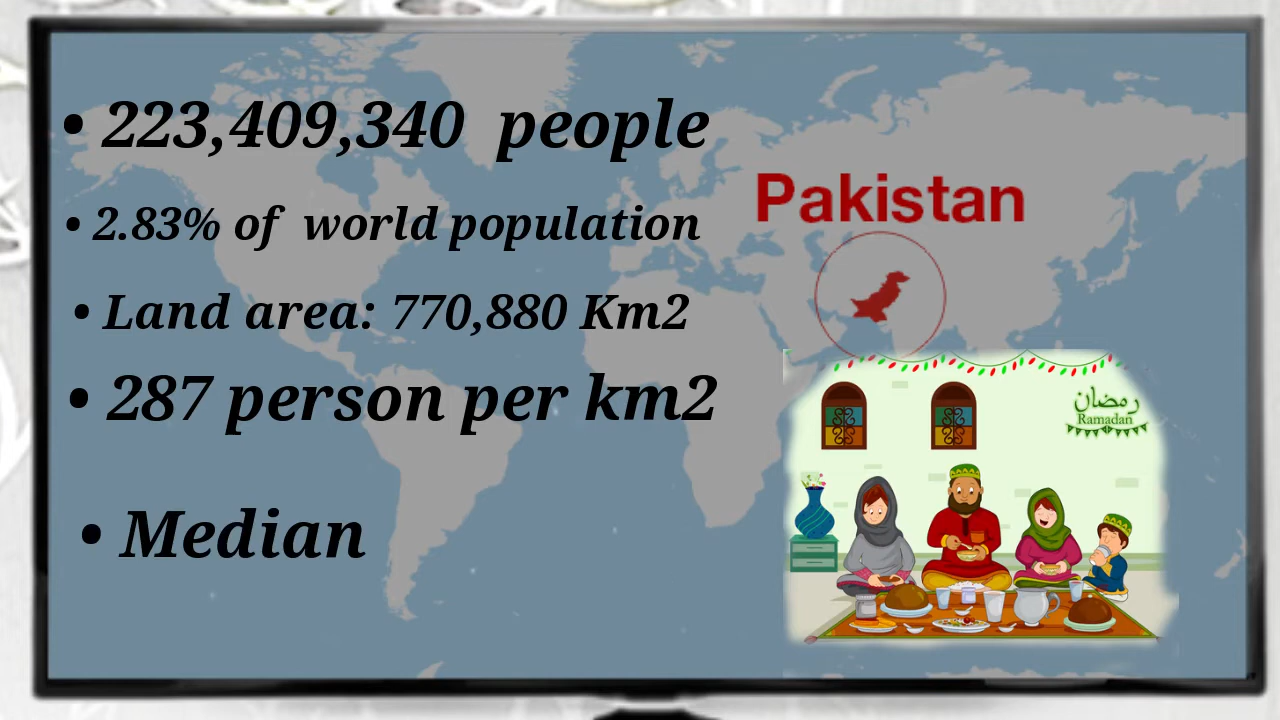 • 223,409,340 people
• 2.83% of world population
• Land area: 770,880 Km2
• 287 person per km2
• Median
Pakistan
رمضان
Ramadan